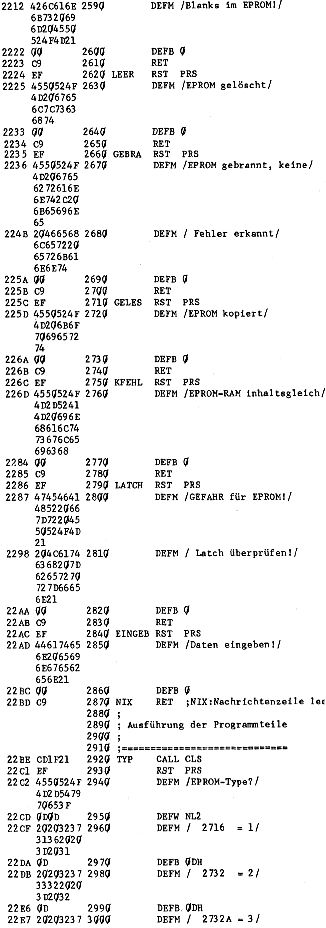 2212 426C616E 2590 DEFM /Blanks im EPROM!/
6B732069
6D204550
524F4D21
2222 00 2600 DEFB 0
2223 C9 2610 RET
2224 EF 2620 LEER RST PRS
2225 4550524F 2630 DEFM /EPROM gelöscht/
4D206765
6C7C7363
6874
2233 00 2640 DEFB 0
2234 C9 2650 RET
2235 EF 2660 GEBRA RST PRS
2236 4550524F 2670 DEFM /EPROM gebrannt, keine/
4D206765
6272616E
6E742C20
6B65696E
65
224B 20466568 2680 DEFM / Fehler erkannt/
6C657220
65726B61
6E6E74
225A 00 2690 DEFB 0
225B C9 2700 RET
225C EF 2710 GELES RST PRS
225D 4550524F 2720 DEFM /EPROM kopiert/
4D206B6F
70696572
74
226A 00 2730 DEFB 0
226B C9 2740 RET
226C EF 2750 KFEHL RST PRS
226D 4550524F 2760 DEFM /EPROM-RAM inhaltsgleich/
4D2D5241
4D20696E
68616C74
73676C65
696368
2284 00 2770 DEFB 0
2285 C9 2780 RET
2286 EF 2790 LATCH RST PRS
2287 47454641 2800 DEFM /GEFAHR für EPROM!/
48522066
7D722045
50524F4D
21
2298 204C6174 2810 DEFM / Latch überprüfen!/
6368207D
62657270
727D6665
6E21
22AA 00 2820 DEFB 0
22AB C9 2830 RET
22AC EF 2840 EINGEB RST PRS
22AD 44617465 2850 DEFM /Daten eingeben!/
6E206569
6E676562
656E21
22BC 00 2860 DEFB 0
22BD C9 2870 NIX RET ;NIX:Nachrichtenzeile lee
2880 ;
2890 ; Ausführung der Programmteile
2900 ;
2910 ;============================
22BE CD1F21 2920 TYP CALL CLS
22C1 EF 2930 RST PRS
22C2 4550524F 2940 DEFM /EPROM-Type?/
4D2D5479
70653F
22CD 0D0D 2950 DEFW NL2
22CF 20203237 2960 DEFM / 2716 = 1/
31362020
3D2031
22DA 0D 2970 DEFB 0DH
22DB 20203237 2980 DEFM / 2732 = 2/
33322020
3D2032
22E6 0D 2990 DEFB 0DH
22E7 20203237 3000 DEFM / 2732A = 3/